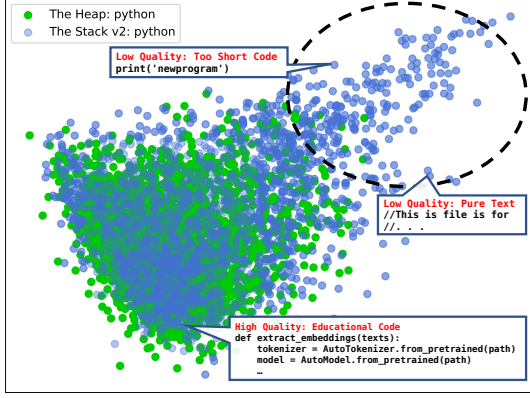 The Heap: python
The Stack v2: python
Low Quality: Too Short Code
print('newprogram')
Low Quality: Pure Text
//This is file is for
//. . .
High Quality: Educational Code
def extract_embeddings(texts):
    tokenizer = AutoTokenizer.from_pretrained(path)
    model = AutoModel.from_pretrained(path)
    …